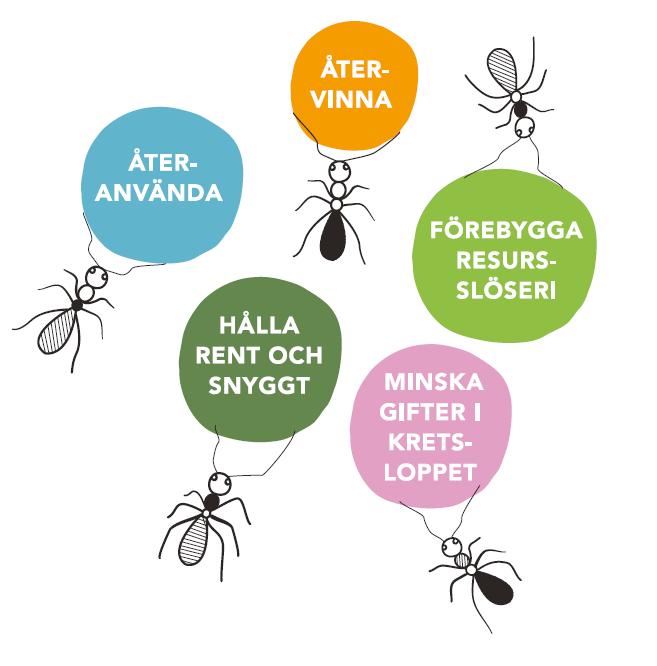 ÅTER-
VINNA
ÅTER-
ANVÄNDA
FÖREBYGGA
RESURS-
SLÖSERI
HÅLLA
RENT OCH
SNYGGT
MINSKA
GIFTER I
KRETS-
LOPPET